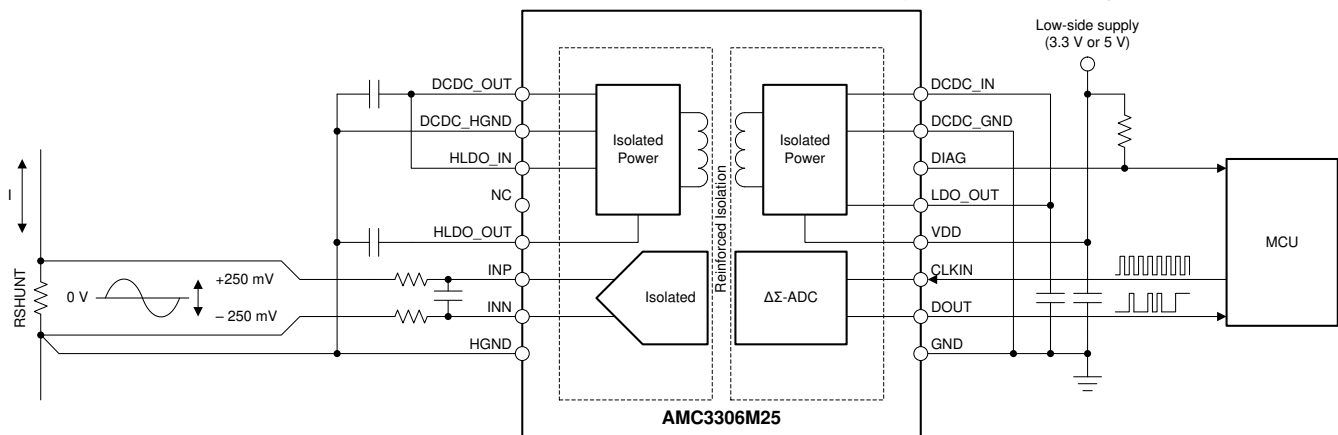 Low-side supply
(3.3 V or 5 V)
DCDC_OUT
DCDC_HGND
HLDO_IN
NC
HLDO_OUT
INP
INN
HGND
Isolated
Power
Isolated
Power
Reinforced Isolation
Isolated
ΔΣ-ADC
DCDC_IN
DCDC_GND
DIAG
LDO_OUT
VDD
CLKIN
DOUT
GND
MCU
I
RSHUNT
0 V
+250 mV
– 250 mV
AMC3306M25